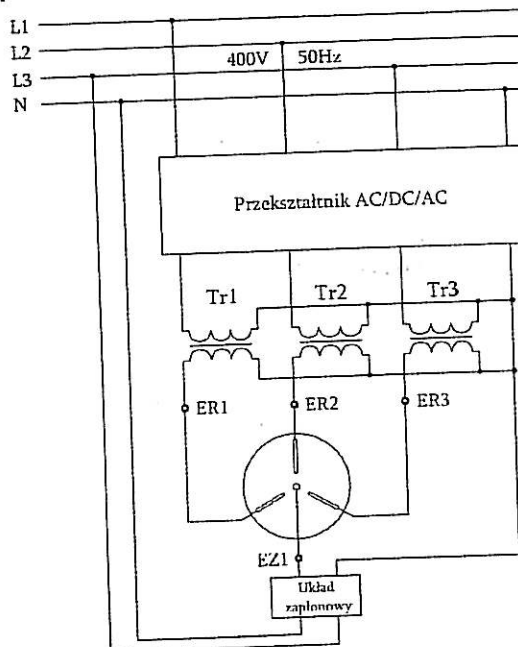 L1
L2
400V 50Hz
L3
N
Przekształtnik AC/DC/AC
Tr1 Tr2 Tr3
ER1 ER2 ER3
EZ1
Układ
zapłonowy